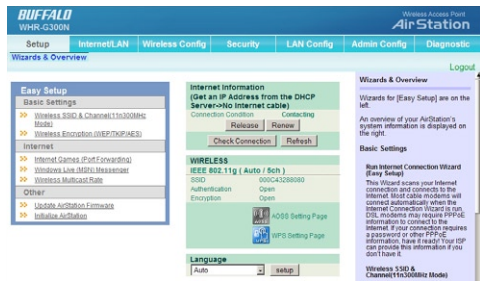 BUFFALO
WHR-G300N
Wireless Access Point
AirStation
Setup Internet/LAN Wireless Config Security LAN Config Admin Config Diagnostic
Wizards & Overview
Logout
Easy Setup
Basic Settings
Wireless SSID & Channel(11n300MHz
Mode)
Wireless Encryption (WEP/TKIP/AES)
Internet
Internet Games (Port Forwarding)
Windows Live (MSN) Messenger
Wireless Multicast Rate
Other
Update AirStation Firmware
Initialize AirStation
Internet Information
(Get an IP Address from the DHCP
Server->No Internet cable)
Connection Condition Contacting
Release Renew
Check Connection Refresh
WIRELESS
IEEE 802.11g ( Auto / 5ch )
SSID 000C43288080
Authentication Open
Encryption Open
AOSS Setting Page
WPS Setting Page
Language
Auto setup
Wizards & Overview
Wizards for [Easy Setup] are on the
left.
An overview of your AirStation's
system information is displayed on
the right.
Basic Settings
Run Internet Connection Wizard
(Easy Setup)
This Wizard scans your Internet
connection and connects to the
Internet. Most cable modems will
connect automatically when the
Internet Connection Wizard is run.
DSL modems may require PPPoE
information to connect to the
Internet. If your connection requires
a password or other PPPoE
information, have it ready! Your ISP
can provide this information if you
don't have it.
Wireless SSID &
Channel(11n300MHz Mode)